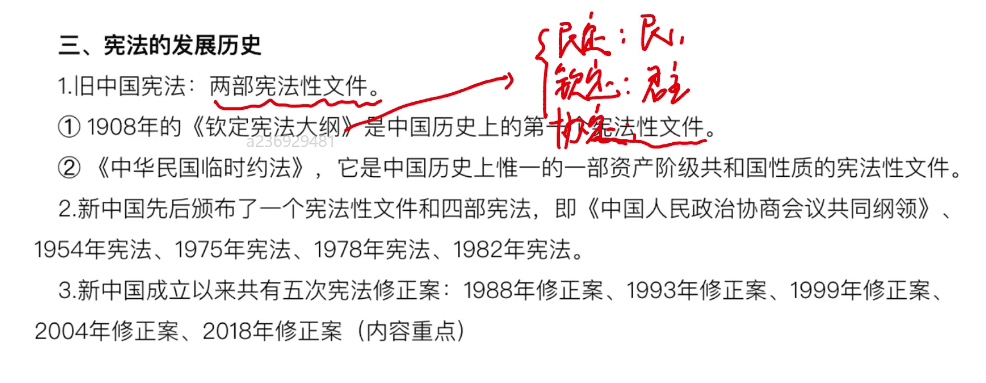 三、宪法的发展历史
民定：民
钦定：君主
协定：
1.旧中国宪法：两部宪法性文件。
① 1908年的《钦定宪法大纲》是中国历史上的第一个宪法性文件。
a236929481
② 《中华民国临时约法》，它是中国历史上惟一的一部资产阶级共和国性质的宪法性文件。
2.新中国先后颁布了一个宪法性文件和四部宪法，即《中国人民政治协商会议共同纲领》、
1954年宪法、1975年宪法、1978年宪法、1982年宪法。
3.新中国成立以来共有五次宪法修正案：1988年修正案、1993年修正案、1999年修正案、
2004年修正案、2018年修正案（内容重点）